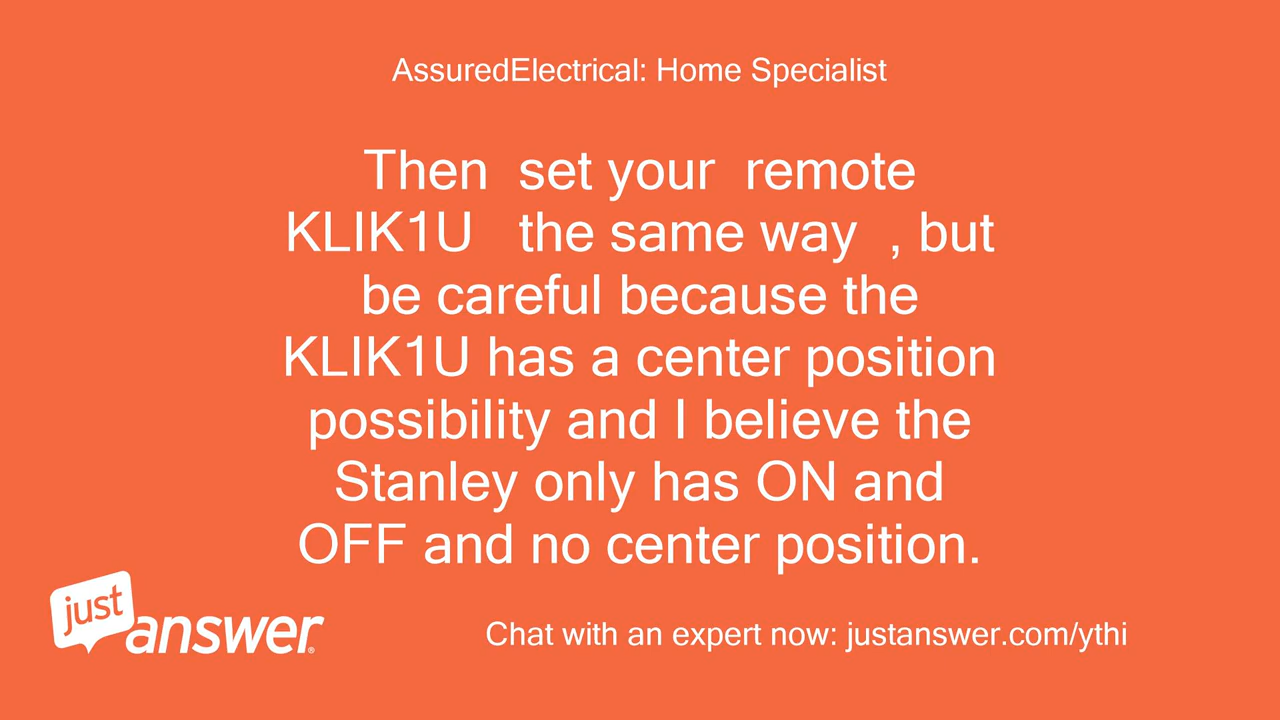 AssuredElectrical: Home Specialist
Then  set your  remote
KLIK1U   the same way  , but
be careful because the
KLIK1U has a center position
possibility and I believe the
Stanley only has ON and
OFF and no center position.
just
answer®
Chat with an expert now: justanswer.com/ythi